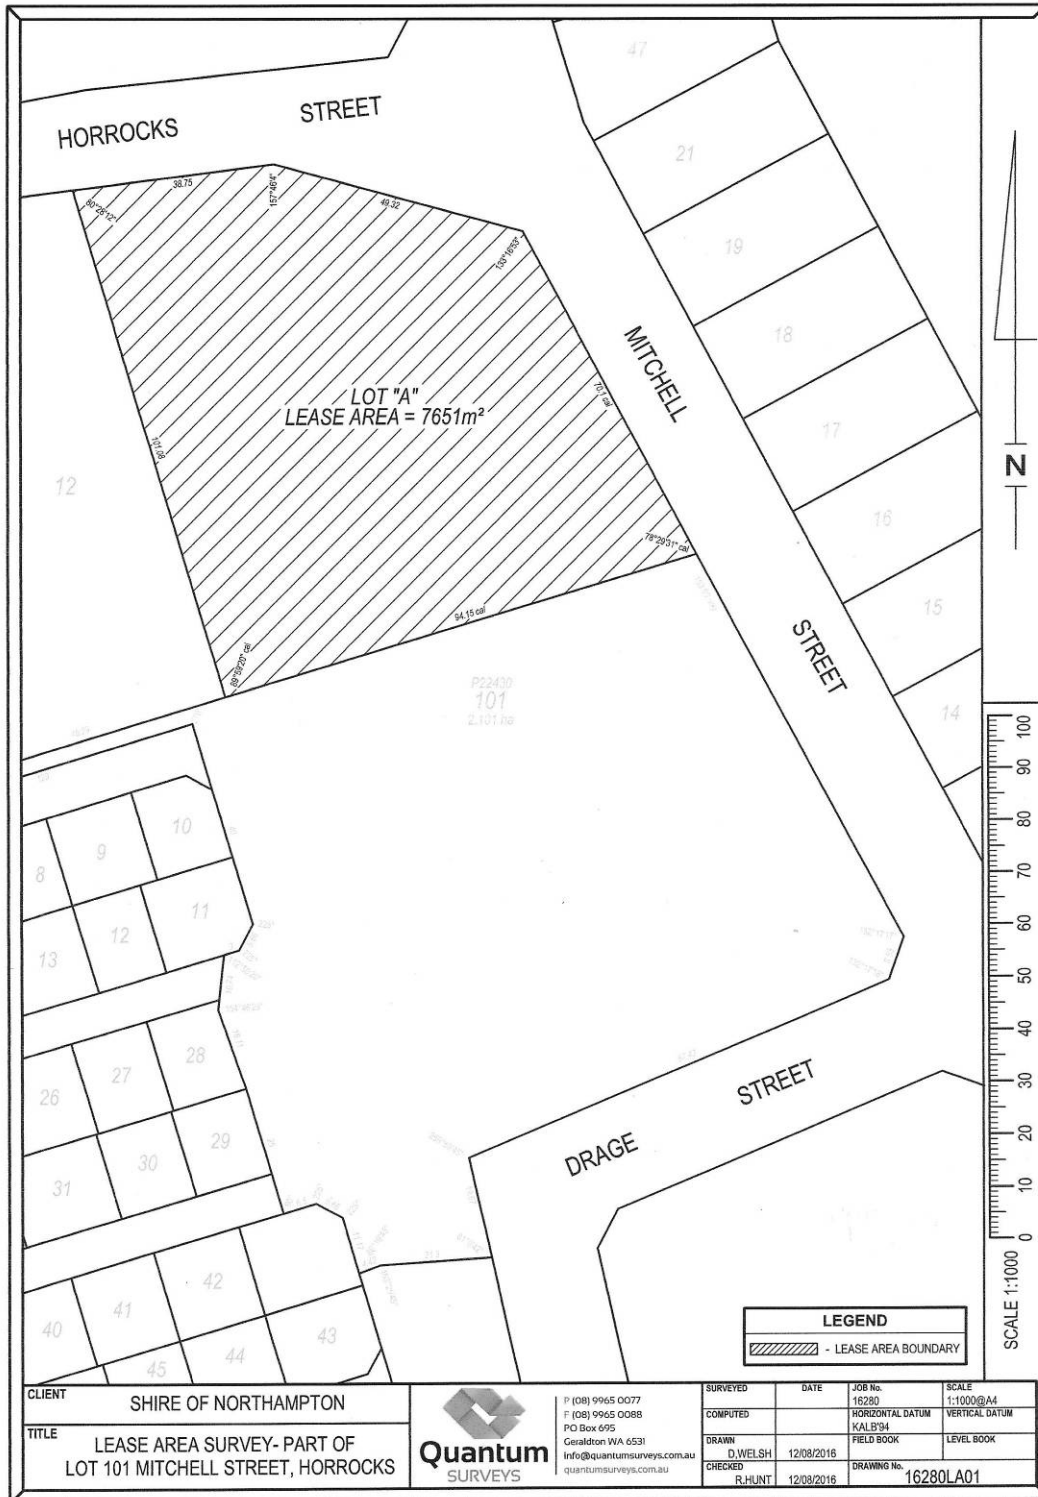 HORROCKS STREET
47
21
19
18
17
16
15
14
38.75
157°46'4"
49.32
80°28'12"
133°16'53"
MITCHELL STREET
LOT "A"
LEASE AREA = 7651m²
70.1 cal
101.08
12
N
78°29'31" cal
94.15 cal
89°59'20" cal
P22430
101
2.101 ha
10
9
8
11
12
13
28
27
26
29
30
31
42
41
40
43
44
45
DRAGE STREET
100
90
80
70
60
50
40
30
20
10
0
SCALE 1:1000
LEGEND
- LEASE AREA BOUNDARY
CLIENT
SHIRE OF NORTHAMPTON
TITLE
LEASE AREA SURVEY- PART OF
LOT 101 MITCHELL STREET, HORROCKS
Quantum
SURVEYS
P (08) 9965 0077
F (08) 9965 0088
PO Box 695
Geraldton WA 6531
info@quantumsurveys.com.au
quantumsurveys.com.au
SURVEYED DATE JOB No. SCALE
16280 1:1000@A4
COMPUTED HORIZONTAL DATUM VERTICAL DATUM
KALB'94
DRAWN FIELD BOOK LEVEL BOOK
D.WELSH 12/08/2016
CHECKED DRAWING No.
R.HUNT 12/08/2016 16280LA01